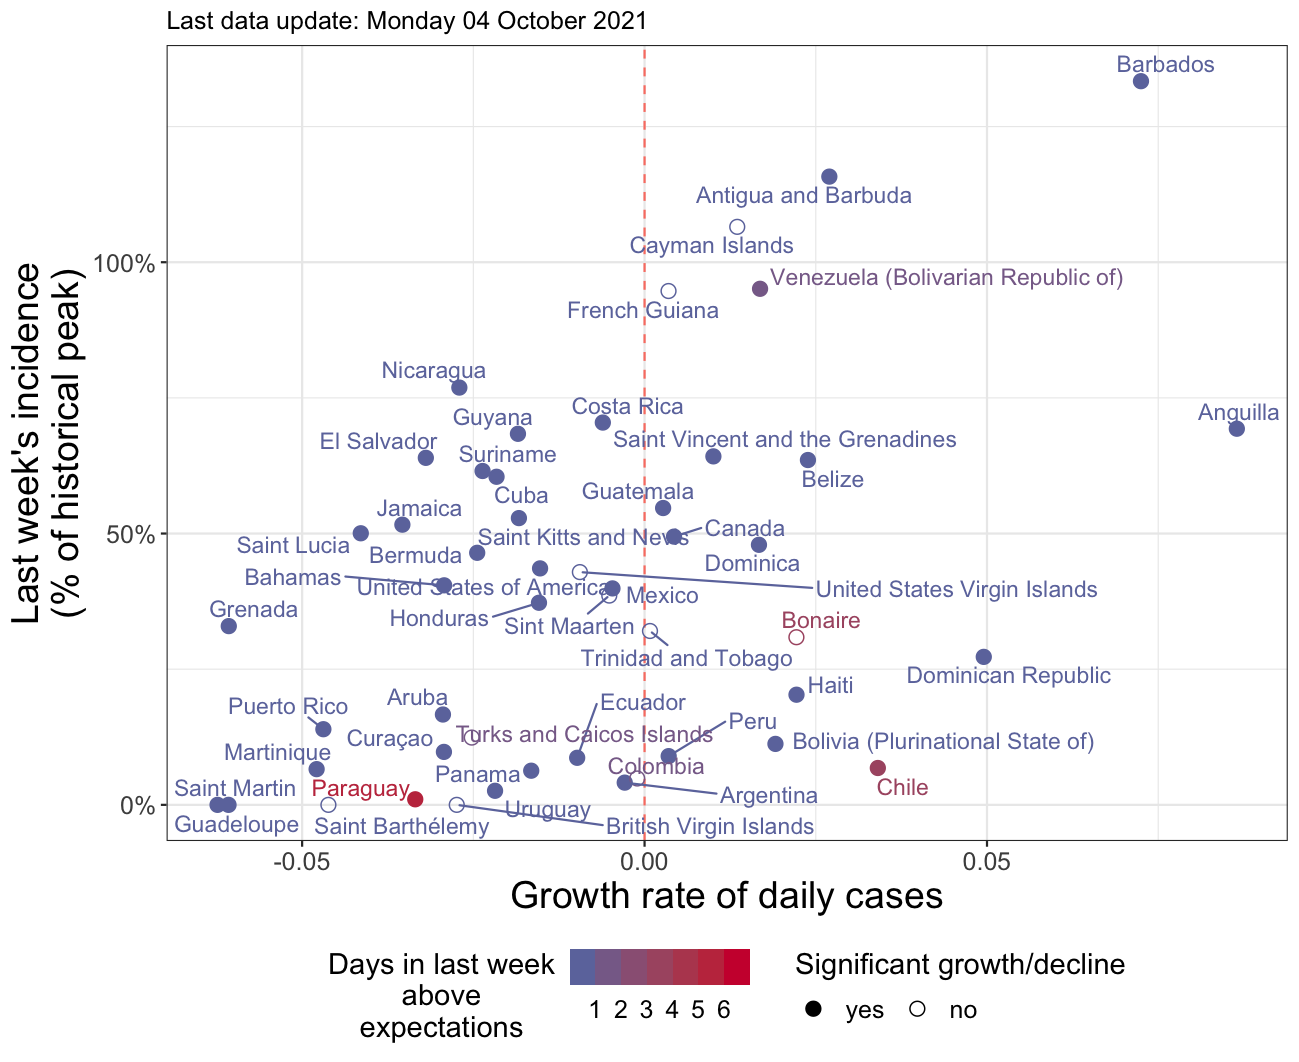 Last data update: Monday 04 October 2021
Last week's incidence
(% of historical peak)
100%
50%
0%
Barbados
Antigua and Barbuda
Cayman Islands
Venezuela (Bolivarian Republic of)
French Guiana
Nicaragua
Costa Rica
Anguilla
Guyana
El Salvador
Saint Vincent and the Grenadines
Suriname
Belize
Cuba
Guatemala
Jamaica
Canada
Saint Kitts and Nevis
Saint Lucia
Bermuda
Dominica
Bahamas
United States of America
United States Virgin Islands
Mexico
Grenada
Honduras
Sint Maarten
Bonaire
Trinidad and Tobago
Dominican Republic
Haiti
Aruba
Ecuador
Puerto Rico
Peru
Turks and Caicos Islands
Curaçao
Bolivia (Plurinational State of)
Martinique
Colombia
Panama
Saint Martin
Paraguay
Chile
Argentina
Uruguay
Guadeloupe
Saint Barthélemy
British Virgin Islands
-0.05
0.00
0.05
Growth rate of daily cases
Days in last week
above
expectations
1 2 3 4 5 6
Significant growth/decline
yes
no